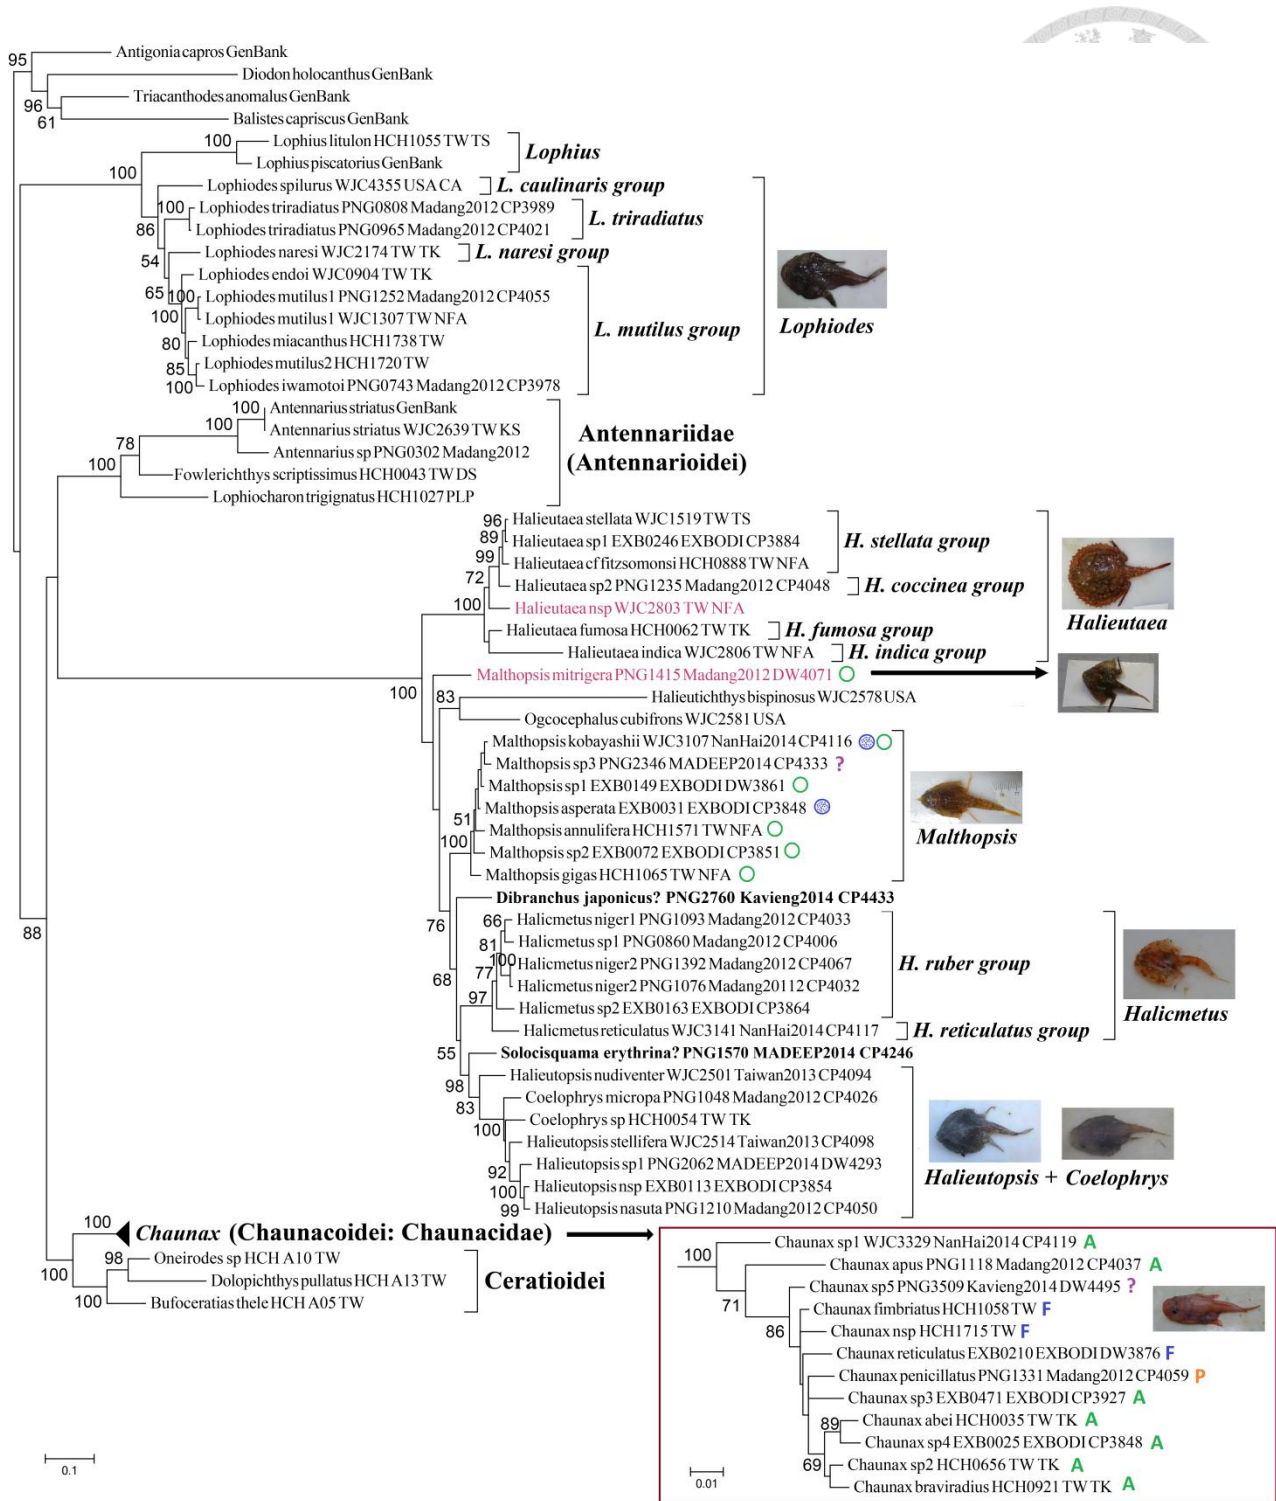 95
Antigonia capros GenBank
Diodon holocanthus GenBank
96
Triacanthodes anomalus GenBank
61
Balistes capriscus GenBank
100
Lophius litulon HCH1055 TW TS
Lophius piscatorius GenBank
Lophius
100
Lophiodes spilurus WJC4355 USA CA
L. caulinaris group
100
Lophiodes triradiatus PNG0808 Madang2012 CP3989
86
Lophiodes triradiatus PNG0965 Madang2012 CP4021
L. triradiatus
54
Lophiodes naresi WJC2174 TW TK
L. naresi group
65
Lophiodes endoi WJC0904 TW TK
100
Lophiodes mutilus1 PNG1252 Madang2012 CP4055
100
Lophiodes mutilus1 WJC1307 TW NFA
80
Lophiodes miacanthus HCH1738 TW
85
Lophiodes mutilus2 HCH1720 TW
100
Lophiodes iwamotoi PNG0743 Madang2012 CP3978
L. mutilus group
Lophiodes
100
Antennarius striatus GenBank
100
Antennarius striatus WJC2639 TW KS
78
Antennarius sp PNG0302 Madang2012
100
Fowlerichthys scriptissimus HCH0043 TW DS
Lophiocharon trigignatus HCH1027 PLP
Antennariidae
(Antennarioidei)
96
Halieutaea stellata WJC1519 TW TS
89
Halieutaea sp1 EXB0246 EXBODI CP3884
99
Halieutaea cf fitzsomonsi HCH0888 TW NFA
H. stellata group
72
Halieutaea sp2 PNG1235 Madang2012 CP4048
H. coccinea group
100
Halieutaea nsp WJC2803 TW NFA
Halieutaea fumosa HCH0062 TW TK
H. fumosa group
Halieutaea indica WJC2806 TW NFA
H. indica group
Halieutaea
100
Malthopsis mitrigera PNG1415 Madang2012 DW4071
83
Halieutichthys bispinosus WJC2578 USA
Ogcocephalus cubifrons WJC2581 USA
Malthopsis kobayashii WJC3107 NanHai2014 CP4116
Malthopsis sp3 PNG2346 MADEEP2014 CP4333 ?
Malthopsis sp1 EXB0149 EXBODI DW3861
Malthopsis asperata EXB0031 EXBODI CP3848
51
Malthopsis annulifera HCH1571 TW NFA
100
Malthopsis sp2 EXB0072 EXBODI CP3851
Malthopsis gigas HCH1065 TW NFA
Malthopsis
76
Dibranchus japonicus? PNG2760 Kavieng2014 CP4433
66
Halicmetus niger1 PNG1093 Madang2012 CP4033
81
Halicmetus sp1 PNG0860 Madang2012 CP4006
100
Halicmetus niger2 PNG1392 Madang2012 CP4067
77
Halicmetus niger2 PNG1076 Madang20112 CP4032
68
97
Halicmetus sp2 EXB0163 EXBODI CP3864
H. ruber group
Halicmetus reticulatus WJC3141 NanHai2014 CP4117
H. reticulatus group
Halicmetus
55
Solocisquama erythrina? PNG1570 MADEEP2014 CP4246
98
Halieutopsis nudiventer WJC2501 Taiwan2013 CP4094
83
Coelophrys micropa PNG1048 Madang2012 CP4026
Coelophrys sp HCH0054 TW TK
100
Halieutopsis stellifera WJC2514 Taiwan2013 CP4098
92
Halieutopsis sp1 PNG2062 MADEEP2014 DW4293
100
Halieutopsis nsp EXB0113 EXBODI CP3854
99
Halieutopsis nasuta PNG1210 Madang2012 CP4050
Halieutopsis + Coelophrys
88
100
Chaunax (Chaunacoidei: Chaunacidae)
100
98
Oneirodes sp HCH A10 TW
Dolopichthys pullatus HCH A13 TW
100
Bufoceratias thele HCH A05 TW
Ceratioidei
0.1
100
Chaunax sp1 WJC3329 NanHai2014 CP4119 A
Chaunax apus PNG1118 Madang2012 CP4037 A
71
Chaunax sp5 PNG3509 Kavieng2014 DW4495 ?
Chaunax fimbriatus HCH1058 TW F
86
Chaunax nsp HCH1715 TW F
Chaunax reticulatus EXB0210 EXBODI DW3876 F
Chaunax penicillatus PNG1331 Madang2012 CP4059 P
Chaunax sp3 EXB0471 EXBODI CP3927 A
89
Chaunax abei HCH0035 TW TK A
Chaunax sp4 EXB0025 EXBODI CP3848 A
69
Chaunax sp2 HCH0656 TW TK A
Chaunax braviradius HCH0921 TW TK A
0.01